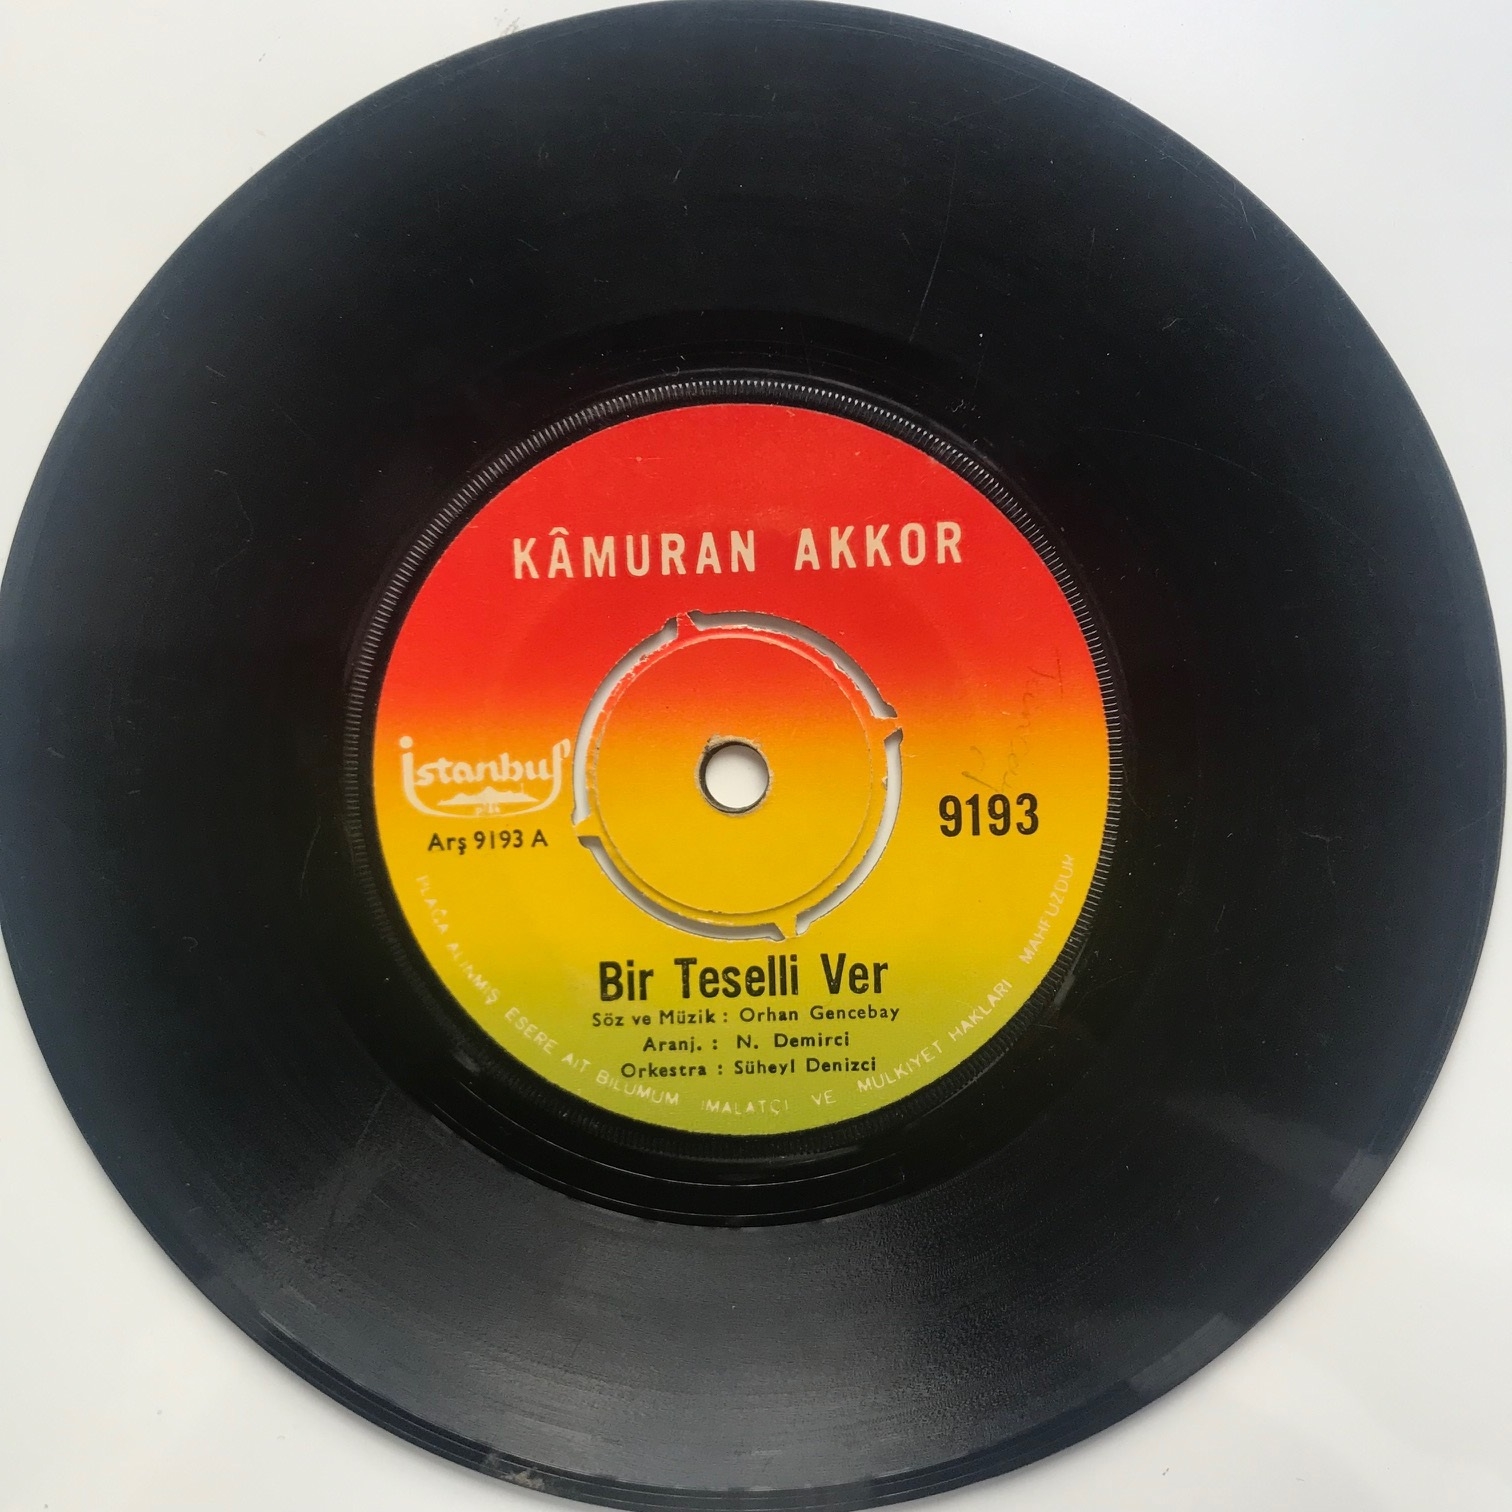 KÂMURAN AKKOR
İstanbul
Arş 9193 A
9193
Bir Teselli Ver
Söz ve Müzik : Orhan Gencebay
Aranj. : N. Demirci
Orkestra : Süheyl Denizci
PLAĞA ALINMIŞ ESERE AİT BİLUMUM İMALATÇI VE MÜLKİYET HAKLARI MAHFUZDUR